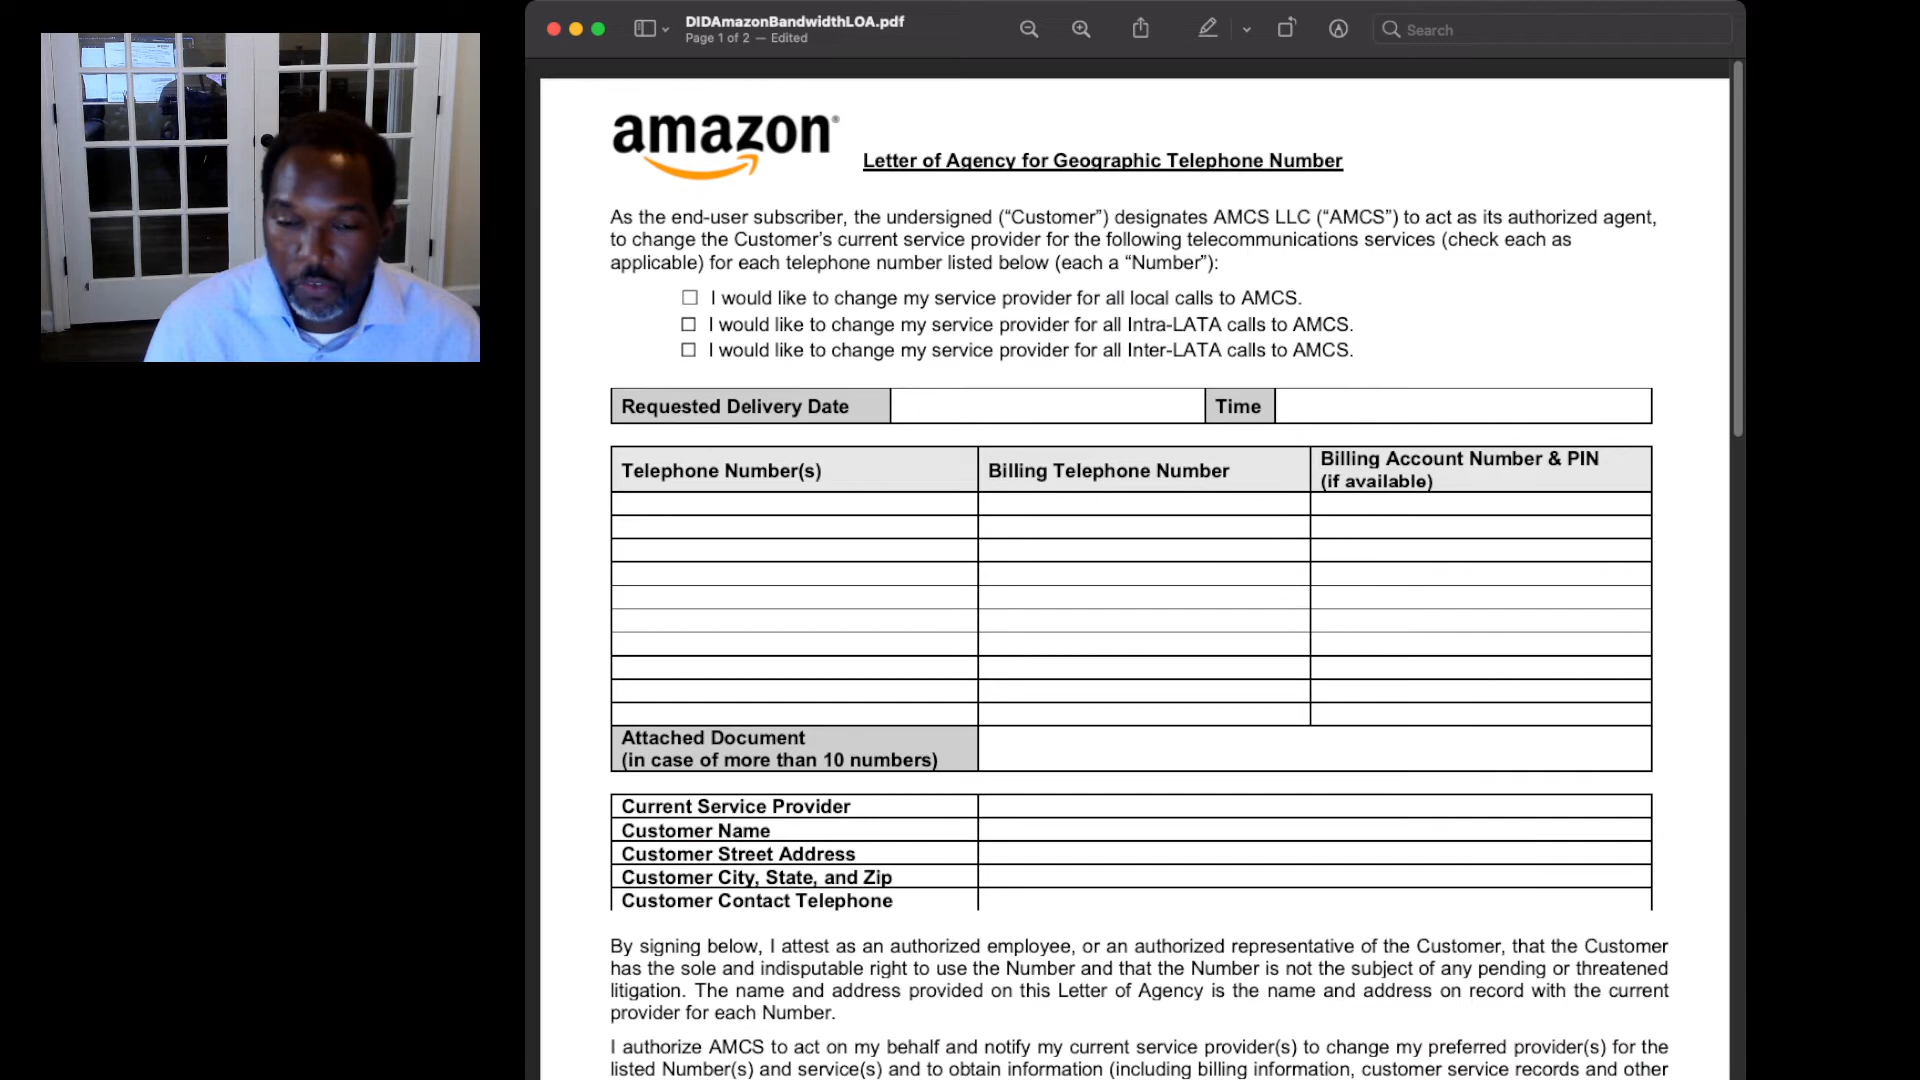 DIDAmazonBandwidthLOA.pdf
Page 1 of 2 — Edited
Search
amazon®
Letter of Agency for Geographic Telephone Number
As the end-user subscriber, the undersigned (“Customer”) designates AMCS LLC (“AMCS”) to act as its authorized agent,
to change the Customer’s current service provider for the following telecommunications services (check each as
applicable) for each telephone number listed below (each a “Number”):
☐ I would like to change my service provider for all local calls to AMCS.
☐ I would like to change my service provider for all Intra-LATA calls to AMCS.
☐ I would like to change my service provider for all Inter-LATA calls to AMCS.
Requested Delivery Date Time
Telephone Number(s) Billing Telephone Number Billing Account Number & PIN
(if available)
Attached Document
(in case of more than 10 numbers)
Current Service Provider
Customer Name
Customer Street Address
Customer City, State, and Zip
Customer Contact Telephone
By signing below, I attest as an authorized employee, or an authorized representative of the Customer, that the Customer
has the sole and indisputable right to use the Number and that the Number is not the subject of any pending or threatened
litigation. The name and address provided on this Letter of Agency is the name and address on record with the current
provider for each Number.
I authorize AMCS to act on my behalf and notify my current service provider(s) to change my preferred provider(s) for the
listed Number(s) and service(s) and to obtain information (including billing information, customer service records and other